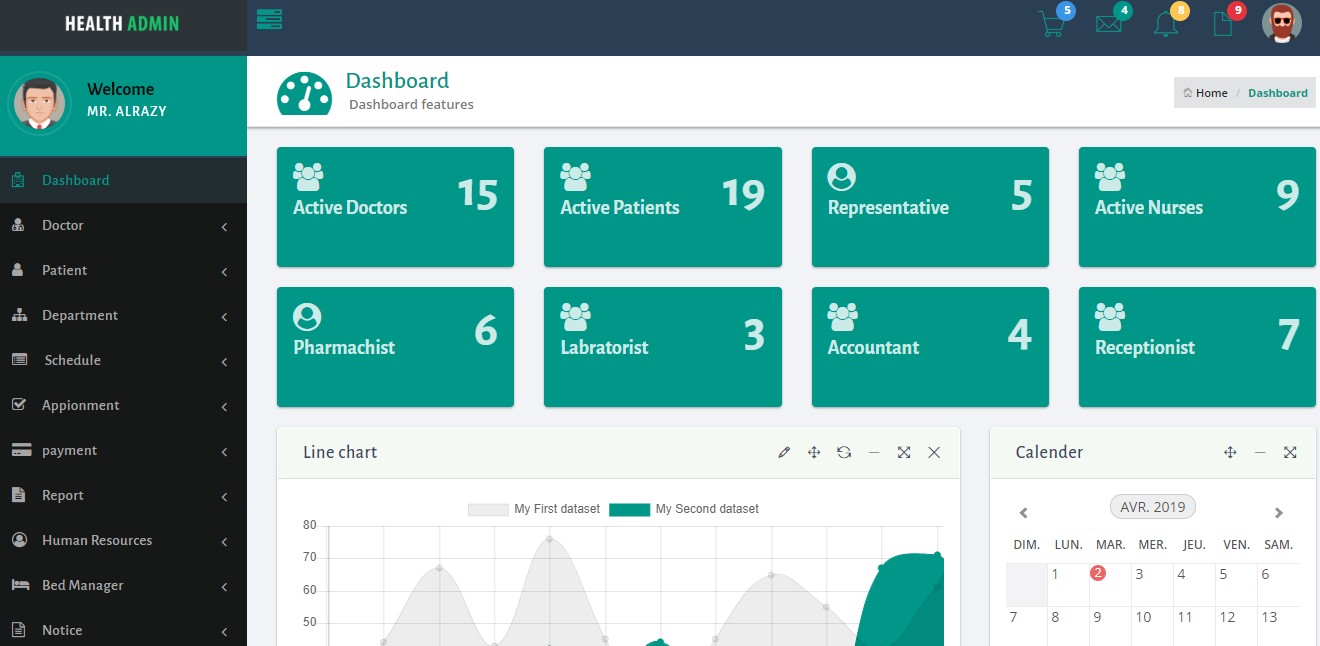 HEALTH ADMIN
5
4
8
9
Welcome
MR. ALRAZY
Dashboard
Dashboard features
Home / Dashboard
Dashboard
Doctor
Patient
Department
Schedule
Appionment
payment
Report
Human Resources
Bed Manager
Notice
Active Doctors 15
Active Patients 19
Representative 5
Active Nurses 9
Pharmachist 6
Labratorist 3
Accountant 4
Receptionist 7
Line chart
My First dataset My Second dataset
80
70
60
50
Calender
AVR. 2019
DIM. LUN. MAR. MER. JEU. VEN. SAM.
1 2 3 4 5 6
7 8 9 10 11 12 13